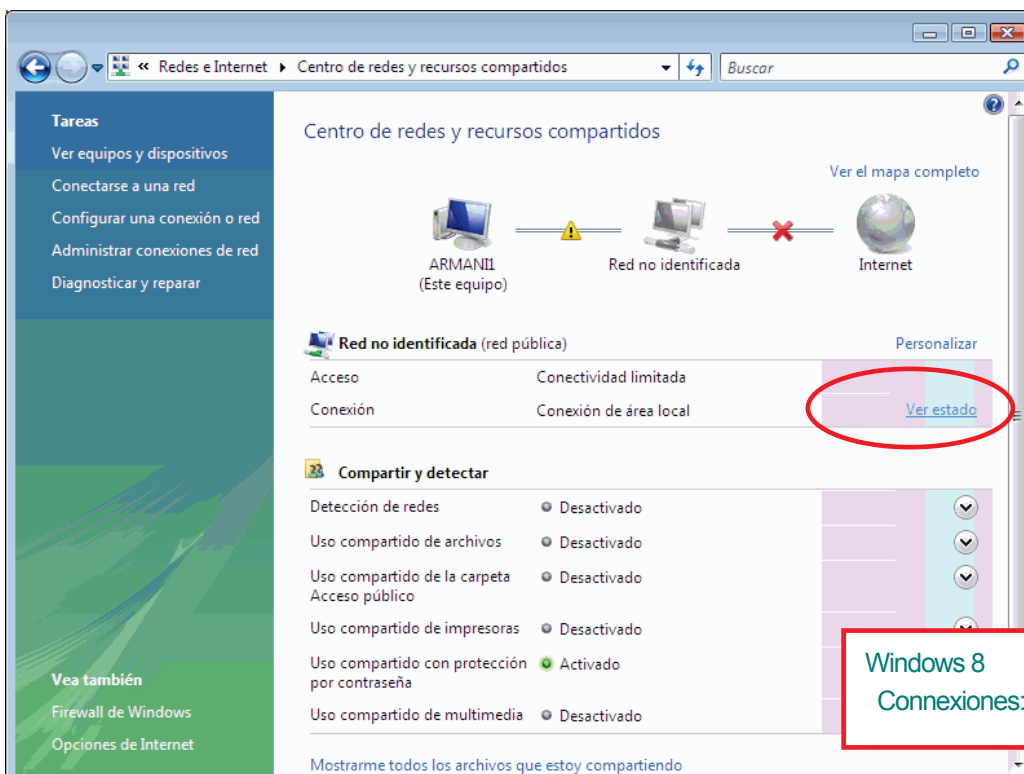 « Redes e Internet ▸ Centro de redes y recursos compartidos
Buscar
Tareas
Ver equipos y dispositivos
Conectarse a una red
Configurar una conexión o red
Administrar conexiones de red
Diagnosticar y reparar
Centro de redes y recursos compartidos
Ver el mapa completo
ARMANI1
(Este equipo)
Red no identificada
Internet
Red no identificada (red pública)
Personalizar
Acceso Conectividad limitada
Conexión Conexión de área local Ver estado
Compartir y detectar
Detección de redes Desactivado
Uso compartido de archivos Desactivado
Uso compartido de la carpeta Desactivado
Acceso público
Uso compartido de impresoras Desactivado
Uso compartido con protección Activado
por contraseña
Uso compartido de multimedia Desactivado
Mostrarme todos los archivos que estoy compartiendo
Vea también
Firewall de Windows
Opciones de Internet
Windows 8
Connexiones: